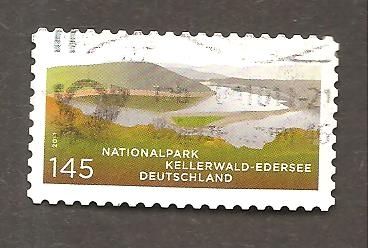 2011
145
NATIONALPARK
KELLERWALD-EDERSEE
DEUTSCHLAND